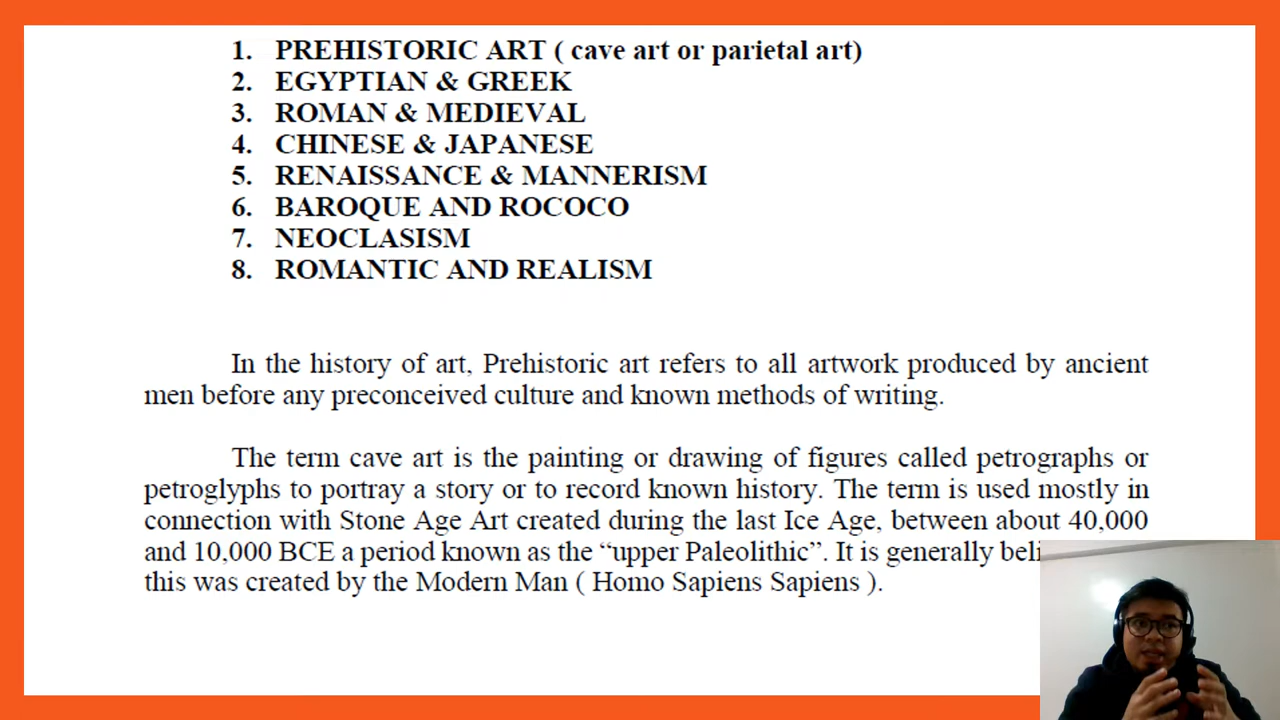 1. PREHISTORIC ART ( cave art or parietal art)
2. EGYPTIAN & GREEK
3. ROMAN & MEDIEVAL
4. CHINESE & JAPANESE
5. RENAISSANCE & MANNERISM
6. BAROQUE AND ROCOCO
7. NEOCLASISM
8. ROMANTIC AND REALISM
In the history of art, Prehistoric art refers to all artwork produced by ancient
men before any preconceived culture and known methods of writing.
The term cave art is the painting or drawing of figures called petrographs or
petroglyphs to portray a story or to record known history. The term is used mostly in
connection with Stone Age Art created during the last Ice Age, between about 40,000
and 10,000 BCE a period known as the “upper Paleolithic”. It is generally
this was created by the Modern Man ( Homo Sapiens Sapiens ).